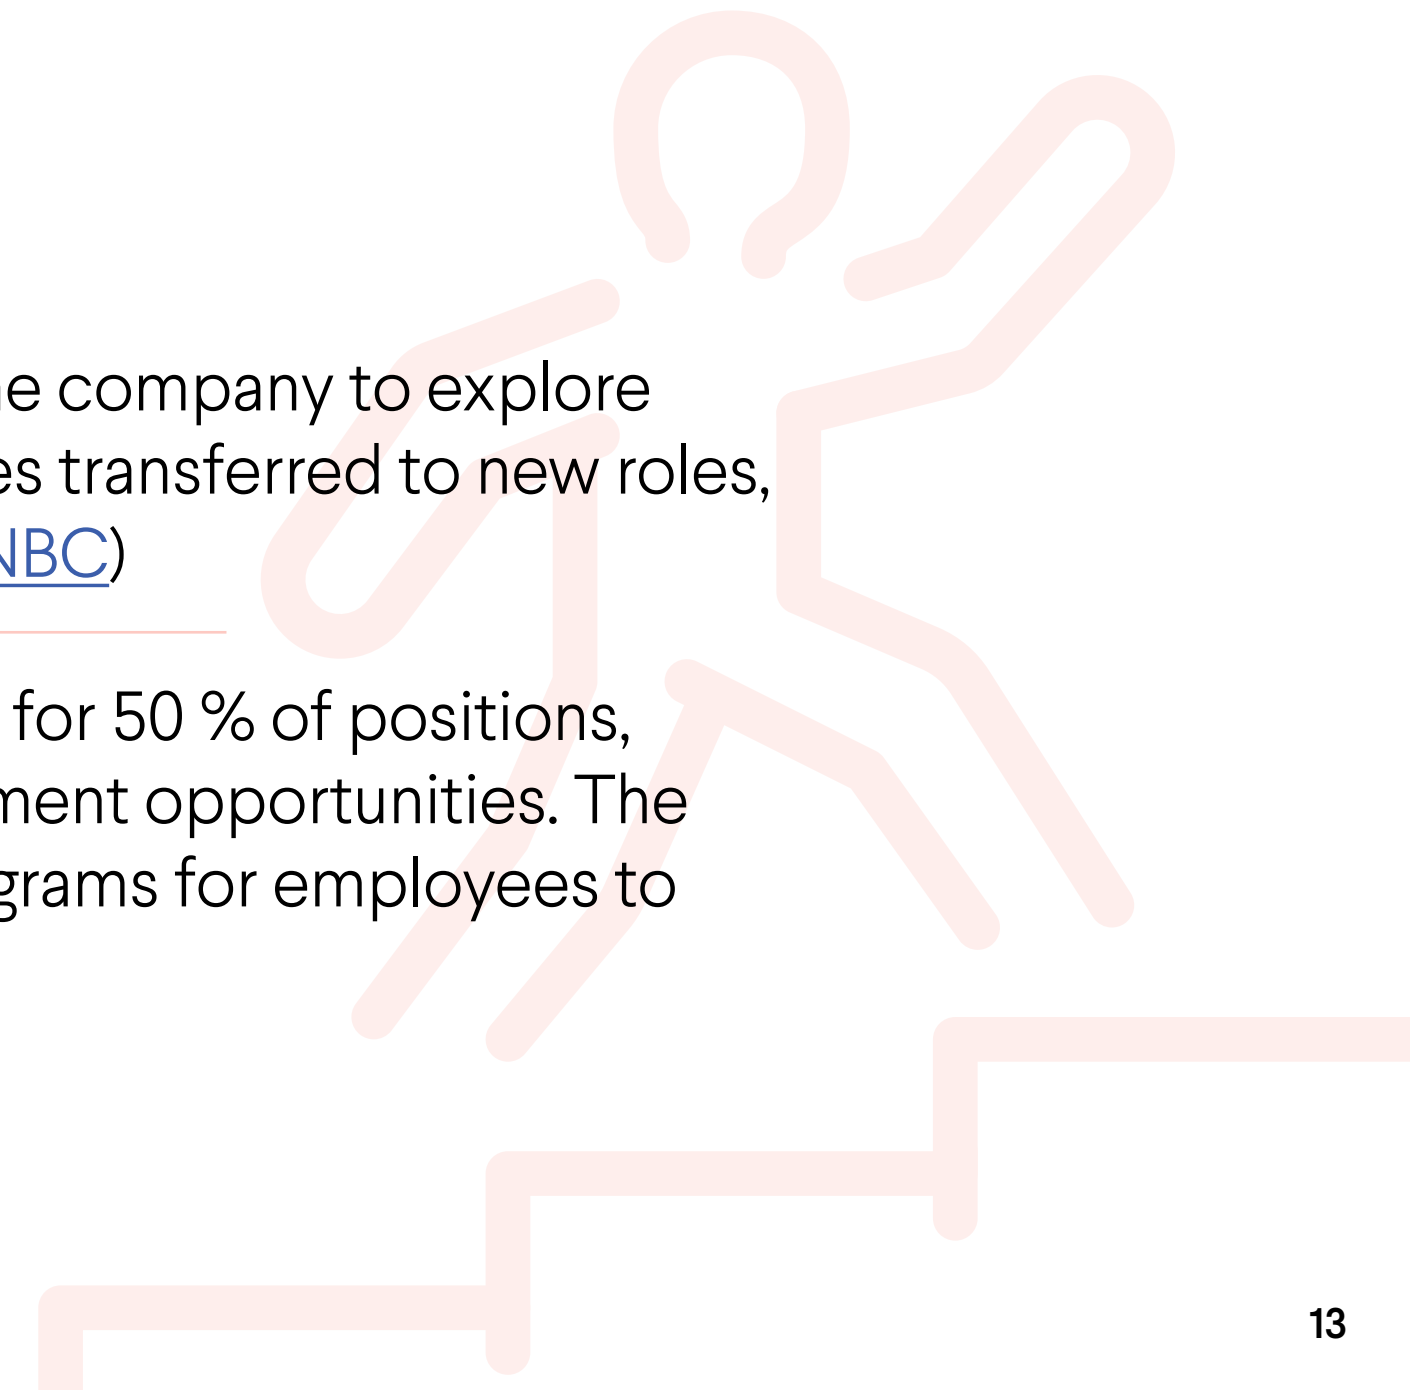 he company to explore
es transferred to new roles,
NBC)
for 50 % of positions,
ment opportunities. The
grams for employees to
13